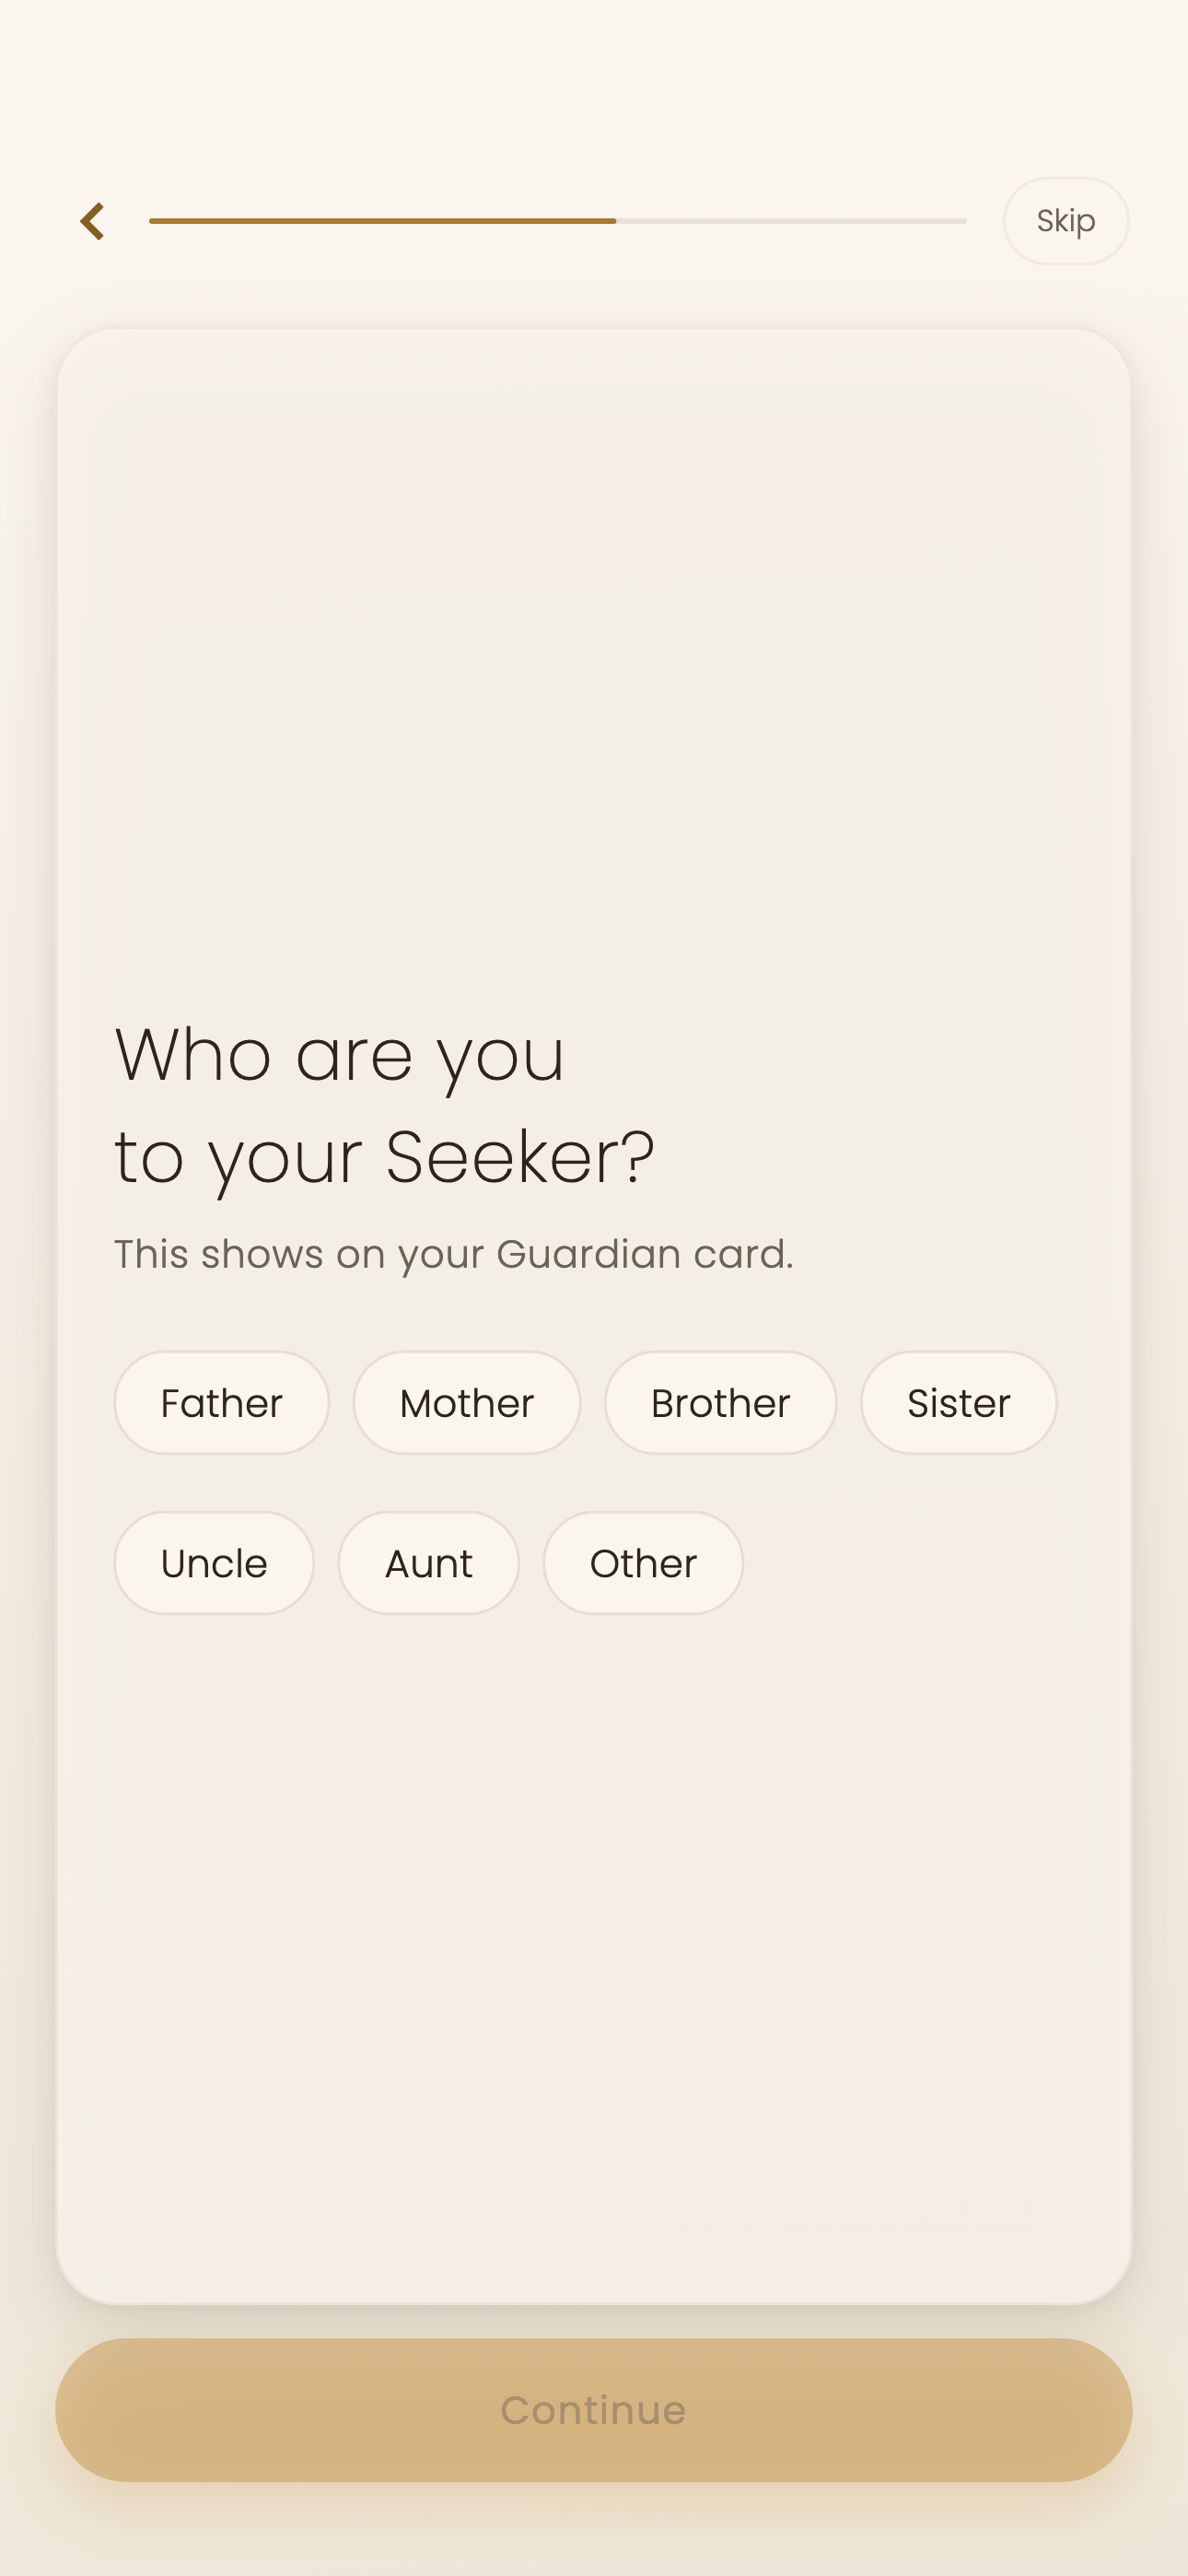 Skip
Who are you
to your Seeker?
This shows on your Guardian card.
Father Mother Brother Sister
Uncle Aunt Other
Continue